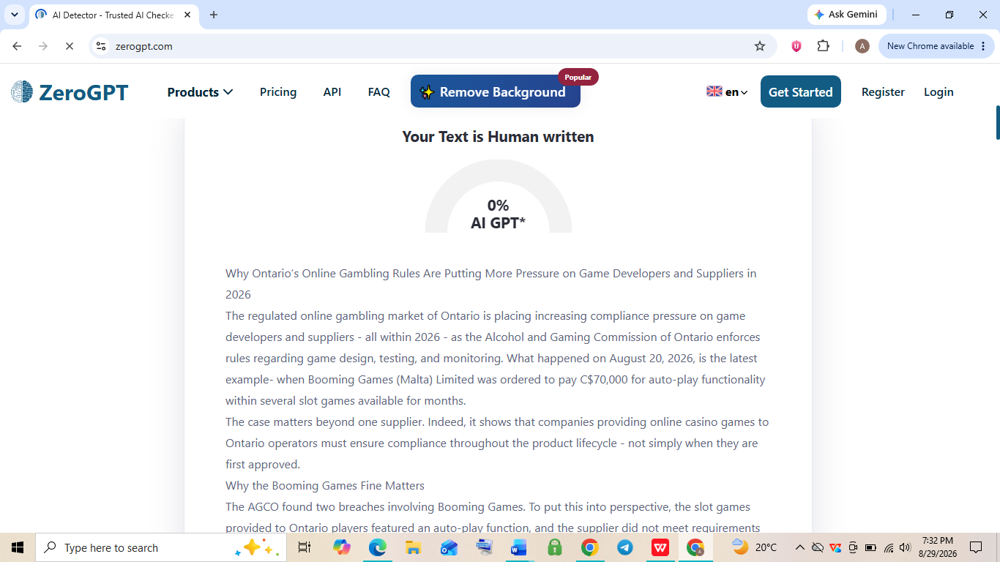 AI Detector - Trusted AI Checke
Ask Gemini
zerogpt.com
A
New Chrome available
ZeroGPT
Products
Pricing
API
FAQ
Remove Background
Popular
en
Get Started
Register
Login
Your Text is Human written
0%
AI GPT*
Why Ontario’s Online Gambling Rules Are Putting More Pressure on Game Developers and Suppliers in
2026
The regulated online gambling market of Ontario is placing increasing compliance pressure on game
developers and suppliers - all within 2026 - as the Alcohol and Gaming Commission of Ontario enforces
rules regarding game design, testing, and monitoring. What happened on August 20, 2026, is the latest
example- when Booming Games (Malta) Limited was ordered to pay C$70,000 for auto-play functionality
within several slot games available for months.
The case matters beyond one supplier. Indeed, it shows that companies providing online casino games to
Ontario operators must ensure compliance throughout the product lifecycle - not simply when they are
first approved.
Why the Booming Games Fine Matters
The AGCO found two breaches involving Booming Games. To put this into perspective, the slot games
provided to Ontario players featured an auto-play function, and the supplier did not meet requirements
Type here to search
20°C
7:32 PM
8/29/2026